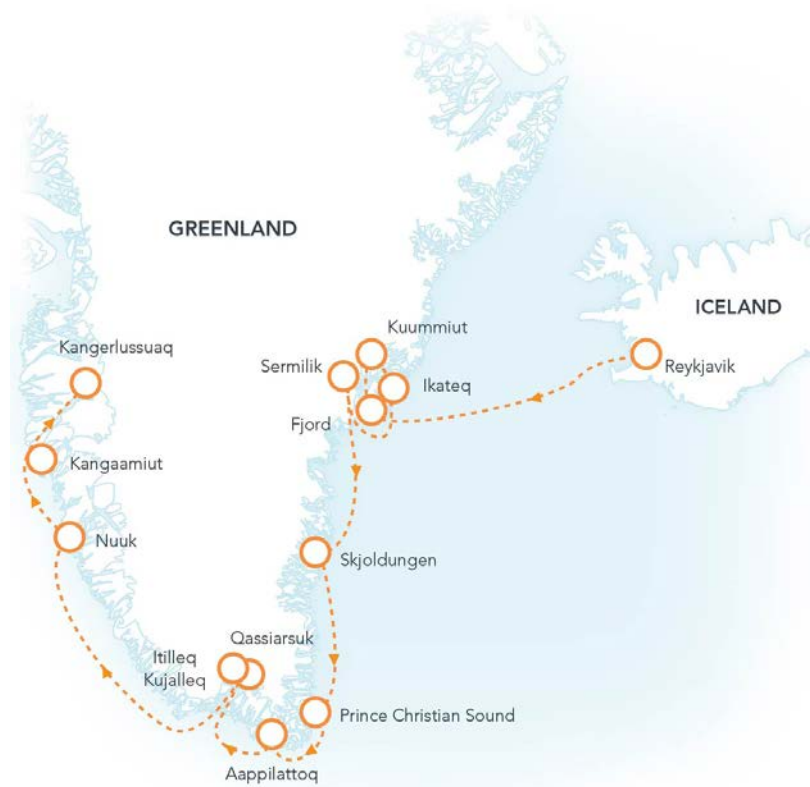 GREENLAND
ICELAND
Kuummiut
Kangerlussuaq
Sermilik
Reykjavik
Ikateq
Fjord
Kangaamiut
Nuuk
Skjoldungen
Qassiarsuk
Itilleq
Kujalleq
Prince Christian Sound
Aappilattoq